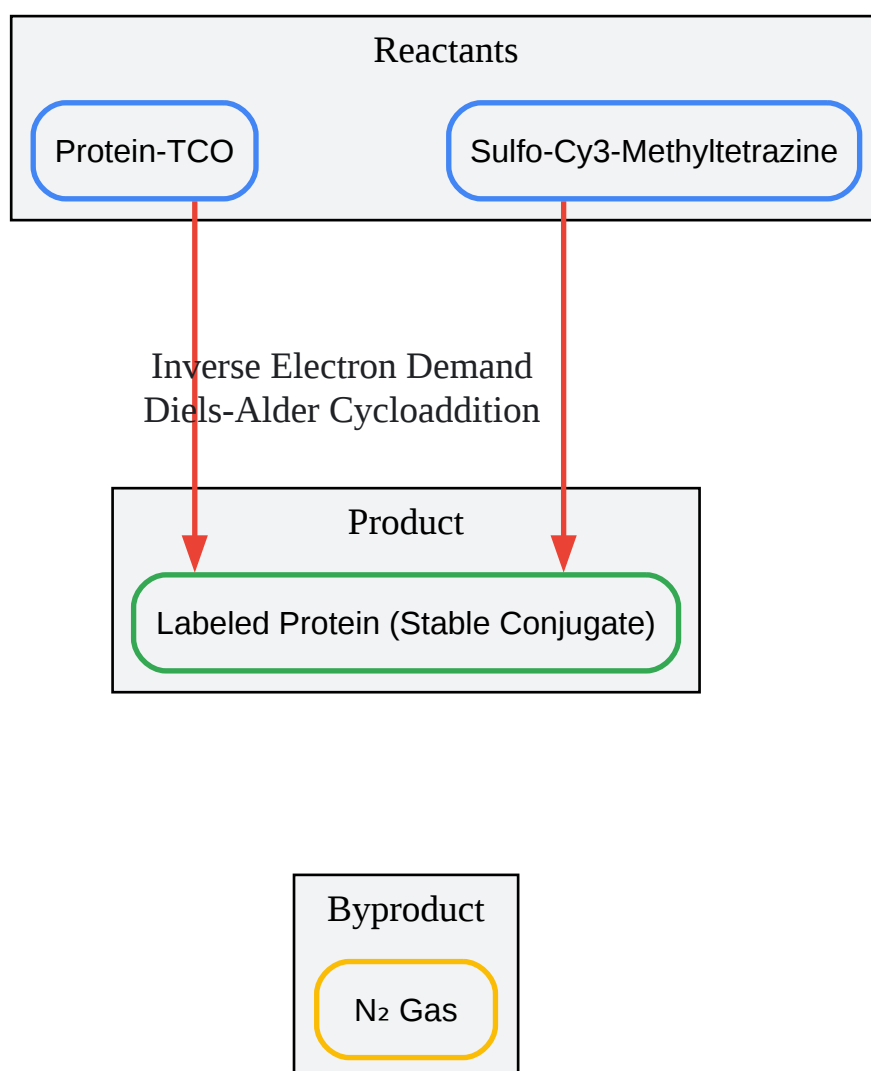 Reactants
Protein-TCO
Sulfo-Cy3-Methyltetrazine
Inverse Electron Demand
Diels-Alder Cycloaddition
Product
Labeled Protein (Stable Conjugate)
Byproduct
N₂ Gas